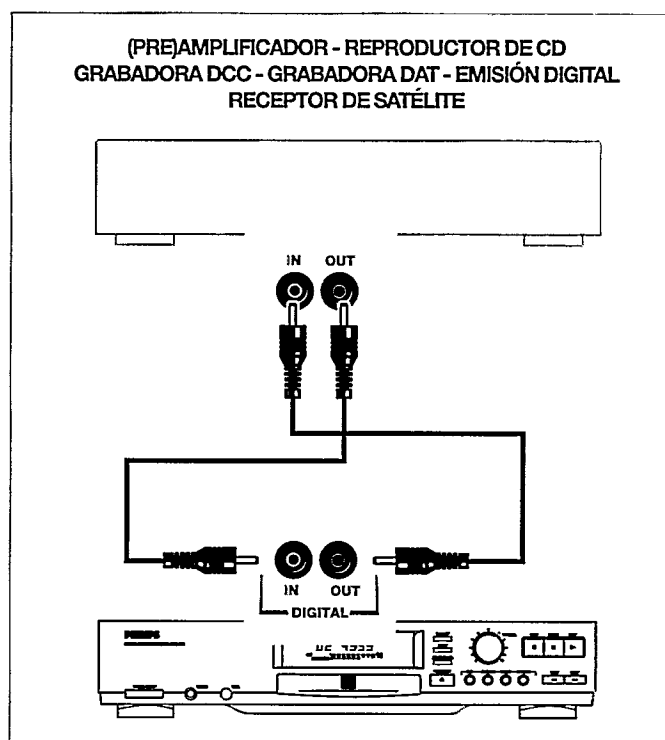 (PRE)AMPLIFICADOR - REPRODUCTOR DE CD
GRABADORA DCC - GRABADORA DAT - EMISIÓN DIGITAL
RECEPTOR DE SATÉLITE
IN OUT
IN OUT
DIGITAL
PHILIPS